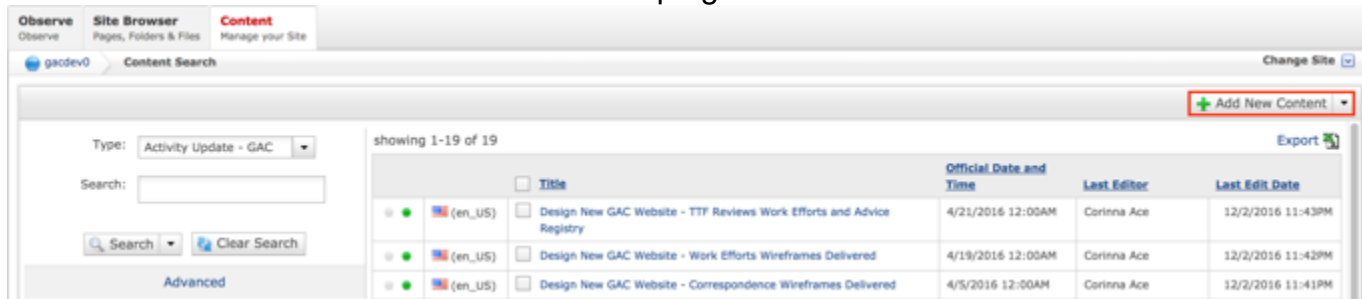 Observe Site Browser Content
Observe Pages, Folders & Files Manage your Site
gacdev0 Content Search Change Site
Add New Content
Type: Activity Update - GAC
showing 1-19 of 19 Export
Search:
Title Official Date and Time Last Editor Last Edit Date
(en_US) Design New GAC Website - TTF Reviews Work Efforts and Advice Registry 4/21/2016 12:00AM Corinna Ace 12/2/2016 11:43PM
Search Clear Search
(en_US) Design New GAC Website - Work Efforts Wireframes Delivered 4/19/2016 12:00AM Corinna Ace 12/2/2016 11:42PM
Advanced
(en_US) Design New GAC Website - Correspondence Wireframes Delivered 4/5/2016 12:00AM Corinna Ace 12/2/2016 11:41PM